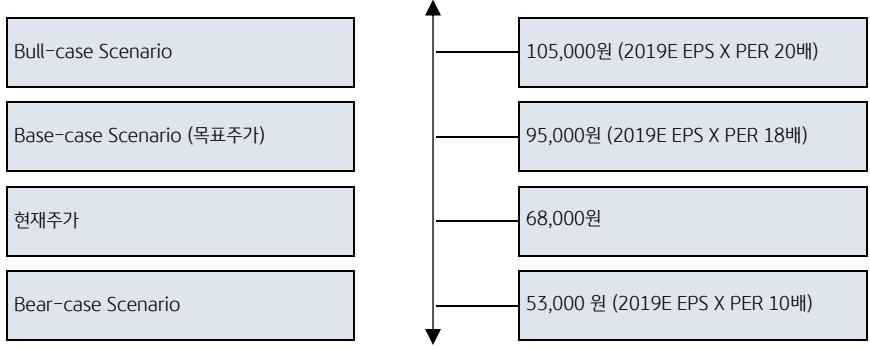 Bull-case Scenario
105,000원 (2019E EPS X PER 20배)
Base-case Scenario (목표주가)
95,000원 (2019E EPS X PER 18배)
현재주가
68,000원
Bear-case Scenario
53,000 원 (2019E EPS X PER 10배)